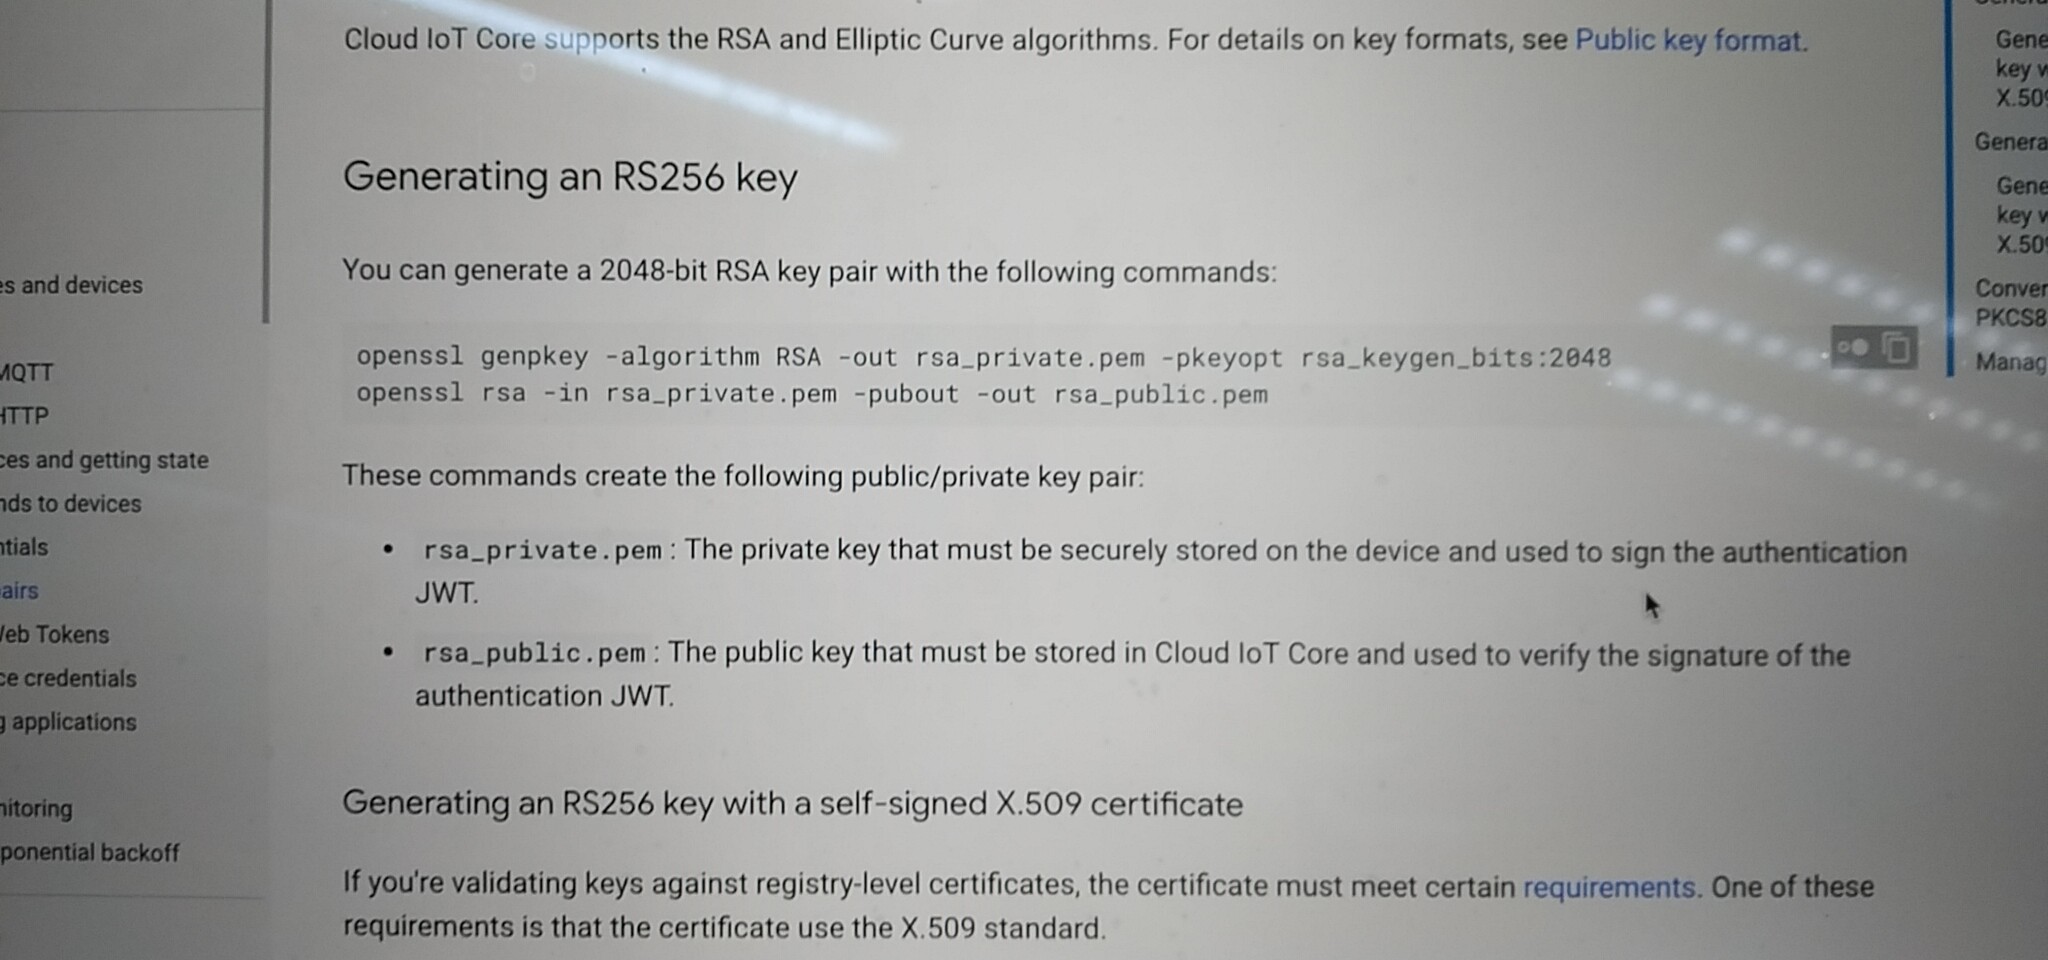 Cloud IoT Core supports the RSA and Elliptic Curve algorithms. For details on key formats, see Public key format.
Generating an RS256 key
You can generate a 2048-bit RSA key pair with the following commands:
openssl genpkey -algorithm RSA -out rsa_private.pem -pkeyopt rsa_keygen_bits:2048
openssl rsa -in rsa_private.pem -pubout -out rsa_public.pem
These commands create the following public/private key pair:
• rsa_private.pem: The private key that must be securely stored on the device and used to sign the authentication
JWT.
• rsa_public.pem: The public key that must be stored in Cloud IoT Core and used to verify the signature of the
authentication JWT.
Generating an RS256 key with a self-signed X.509 certificate
If you're validating keys against registry-level certificates, the certificate must meet certain requirements. One of these
requirements is that the certificate use the X.509 standard.
es and devices
MQTT
HTTP
ces and getting state
nds to devices
ntials
airs
Web Tokens
ce credentials
g applications
nitoring
ponential backoff
Gene
key w
X.509
Genera
Gene
key w
X.509
Conver
PKCS8
Manag